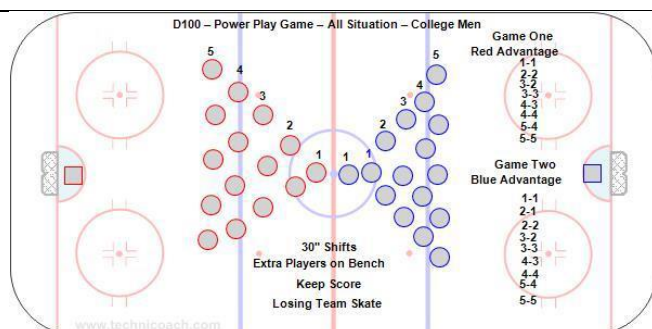 D100 – Power Play Game – All Situation – College Men
Game One
Red Advantage
1-1
2-2
3-2
3-3
4-3
4-4
5-4
5-5
5
4
3
2
1
1
1
2
3
4
5
Game Two
Blue Advantage
1-1
2-1
2-2
3-2
3-3
4-3
4-4
5-4
5-5
30" Shifts
Extra Players on Bench
Keep Score
Losing Team Skate
www.technicoach.com